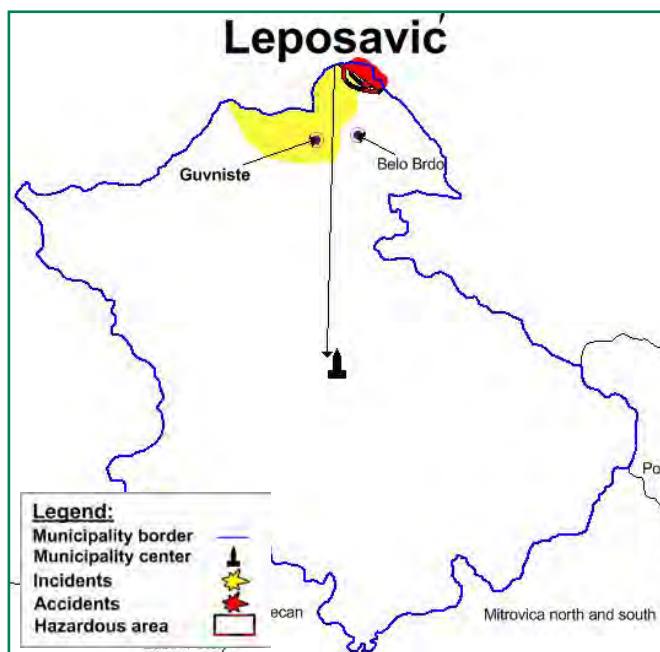 Leposavić
Guvniste
Belo Brdo
Po
Legend:
Municipality border
Municipality center
Incidents
Accidents
Hazardous area
ecan
Mitrovica north and south